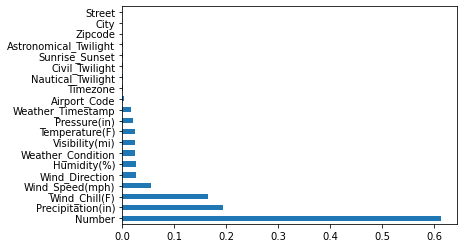 Street
City
Zipcode
Astronomical_Twilight
Sunrise_Sunset
Civil_Twilight
Nautical_Twilight
Timezone
Airport_Code
Weather_Timestamp
Pressure(in)
Temperature(F)
Visibility(mi)
Weather_Condition
Humidity(%)
Wind_Direction
Wind_Speed(mph)
Wind_Chill(F)
Precipitation(in)
Number
0.0 0.1 0.2 0.3 0.4 0.5 0.6